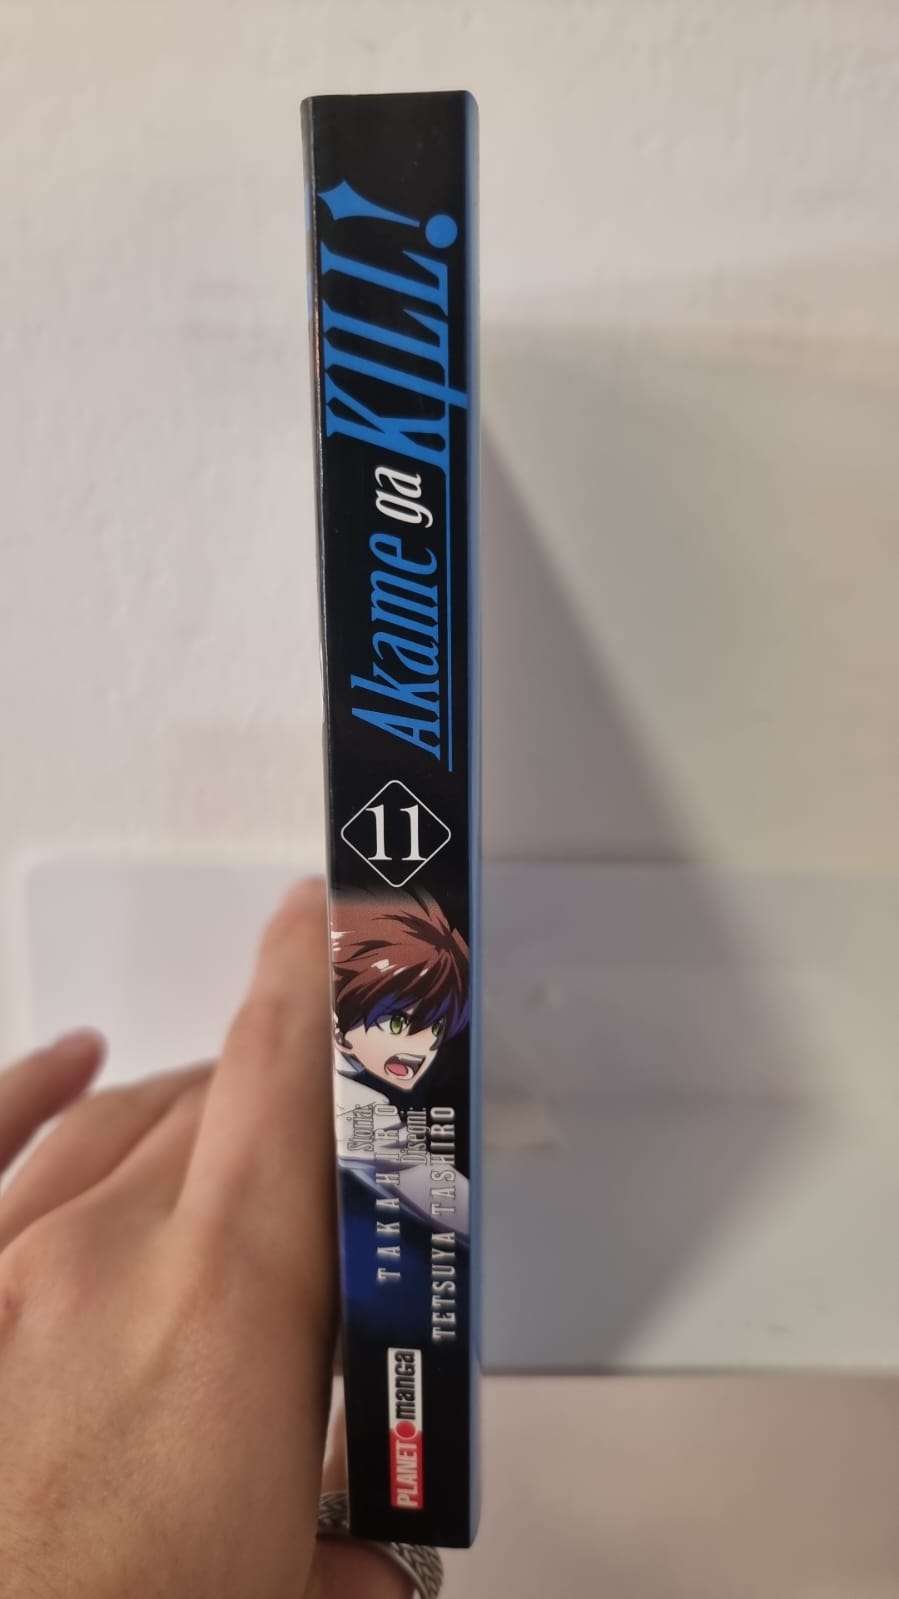 Akame ga KILL!
11
Storia:
TAKAHIRO
Disegni:
TETSUYA TASHIRO
PLANET manga